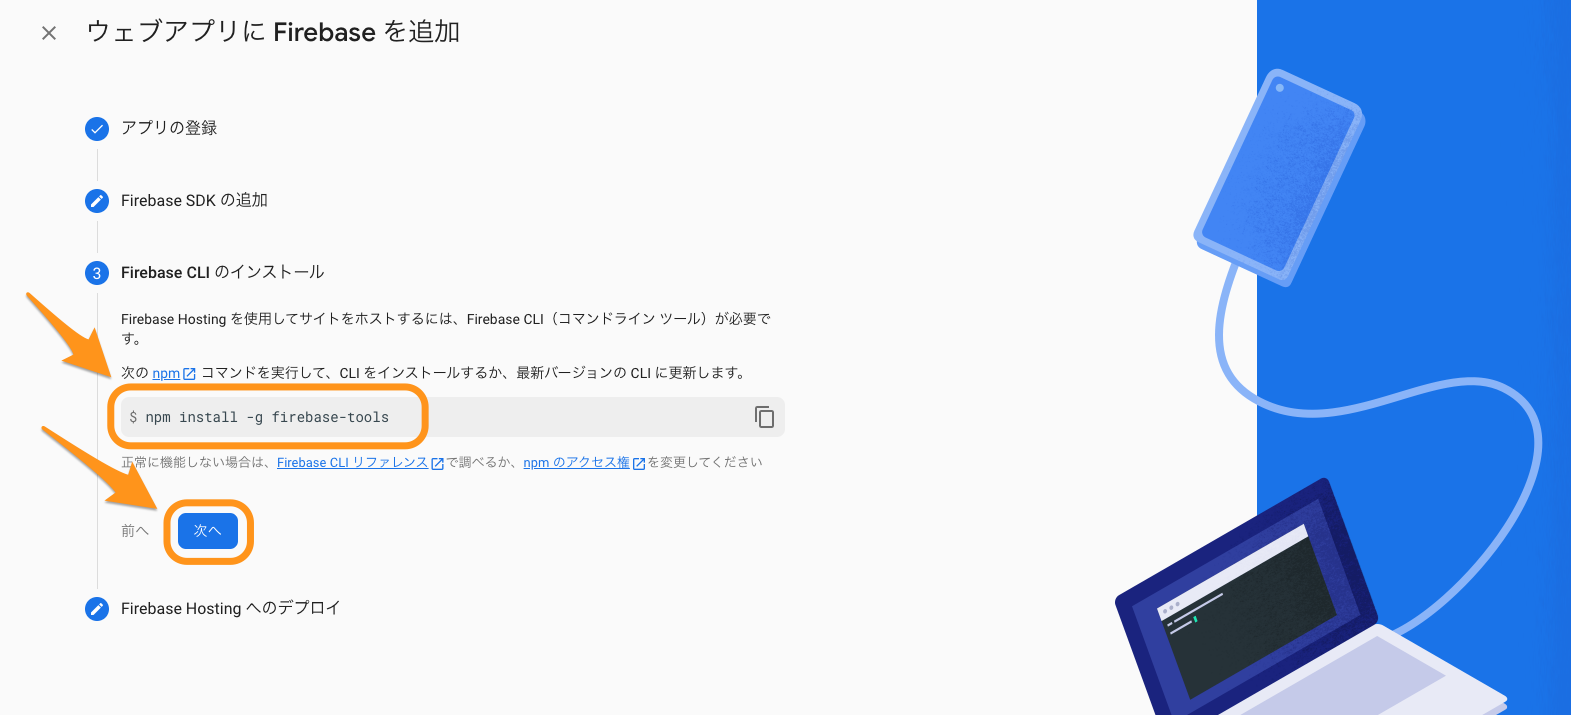 ウェブアプリに Firebase を追加
アプリの登録
Firebase SDK の追加
3 Firebase CLI のインストール
Firebase Hosting を使用してサイトをホストするには、Firebase CLI（コマンドライン ツール）が必要で
す。
次の npm コマンドを実行して、CLI をインストールするか、最新バージョンの CLI に更新します。
$ npm install -g firebase-tools
正常に機能しない場合は、Firebase CLI リファレンス で調べるか、npm のアクセス権 を変更してください
前へ 次へ
Firebase Hosting へのデプロイ